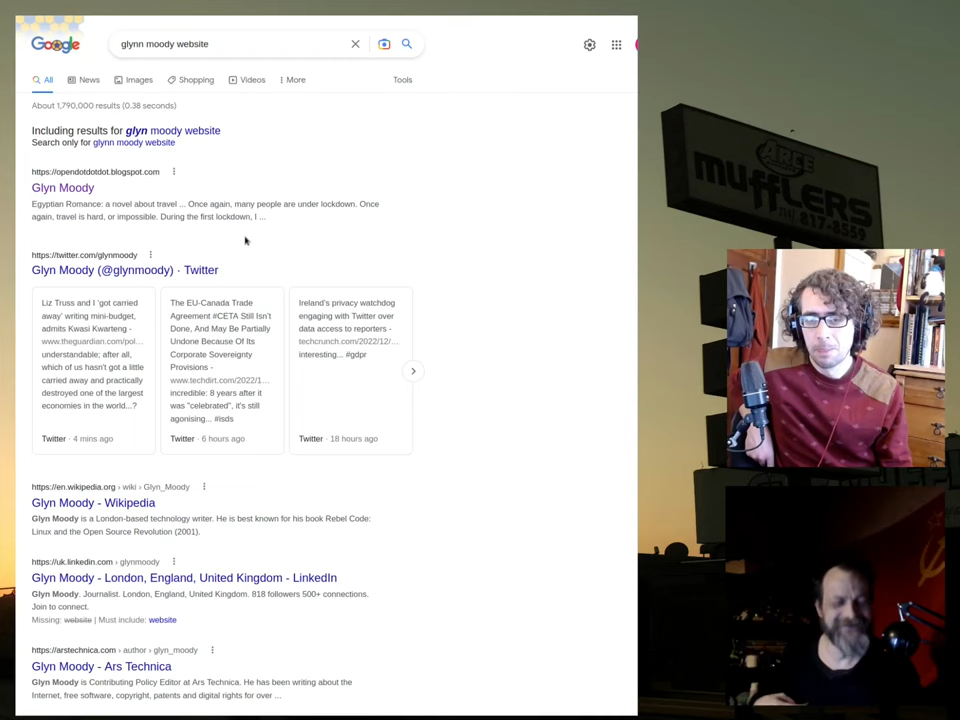 Google
glynn moody website
All
News
Images
Shopping
Videos
More
Tools
About 1,790,000 results (0.38 seconds)
Including results for glyn moody website
Search only for glynn moody website
https://opendotdotdot.blogspot.com
Glyn Moody
Egyptian Romance: a novel about travel ... Once again, many people are under lockdown. Once
again, travel is hard, or impossible. During the first lockdown, I ...
https://twitter.com/glynmoody
Glyn Moody (@glynmoody) · Twitter
Liz Truss and I 'got carried
away' writing mini-budget,
admits Kwasi Kwarteng -
www.theguardian.com/pol...
understandable; after all,
which of us hasn't got a little
carried away and practically
destroyed one of the largest
economies in the world...?
Twitter · 4 mins ago
The EU-Canada Trade
Agreement #CETA Still Isn't
Done, And May Be Partially
Undone Because Of Its
Corporate Sovereignty
Provisions -
www.techdirt.com/2022/1...
incredible: 8 years after it
was "celebrated", it's still
agonising... #isds
Twitter · 6 hours ago
Ireland's privacy watchdog
engaging with Twitter over
data access to reporters -
techcrunch.com/2022/12/...
interesting... #gdpr
Twitter · 18 hours ago
https://en.wikipedia.org › wiki › Glyn_Moody
Glyn Moody - Wikipedia
Glyn Moody is a London-based technology writer. He is best known for his book Rebel Code:
Linux and the Open Source Revolution (2001).
https://uk.linkedin.com › glynmoody
Glyn Moody - London, England, United Kingdom - LinkedIn
Glyn Moody. Journalist. London, England, United Kingdom. 818 followers 500+ connections.
Join to connect.
Missing: website | Must include: website
https://arstechnica.com › author › glyn_moody
Glyn Moody - Ars Technica
Glyn Moody is Contributing Policy Editor at Ars Technica. He has been writing about the
Internet, free software, copyright, patents and digital rights for over ...
ARCE
MUFFLERS
817-8559